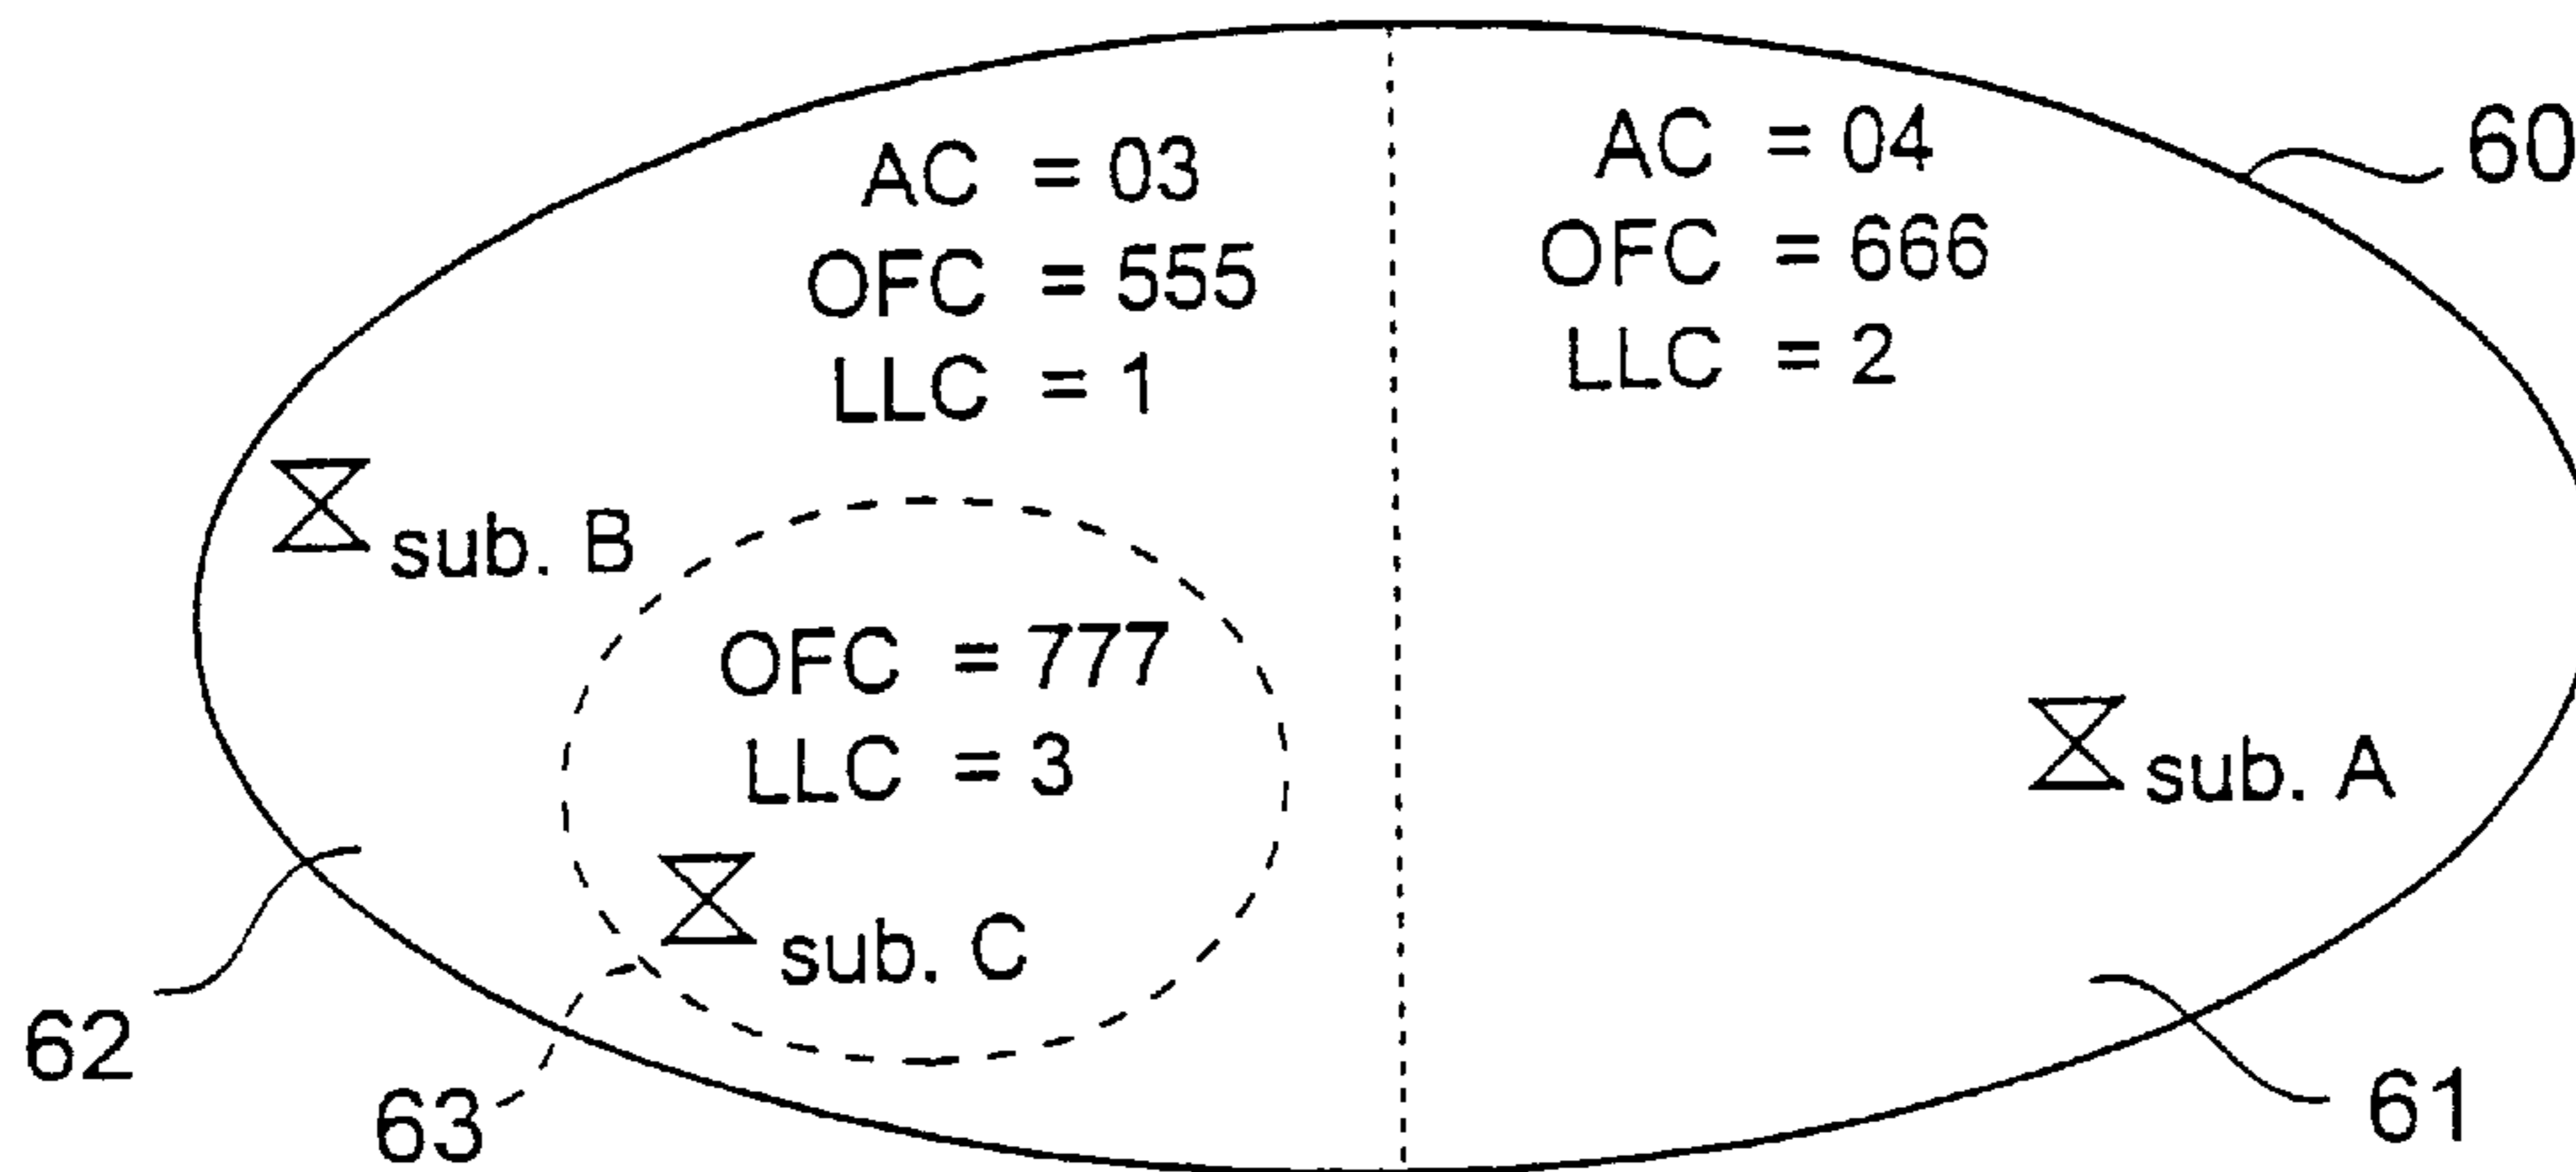 AC = 03
OFC = 555
LLC = 1
AC = 04
OFC = 666
LLC = 2
60
sub. B
OFC = 777
LLC = 3
sub. C
sub. A
62
63
61